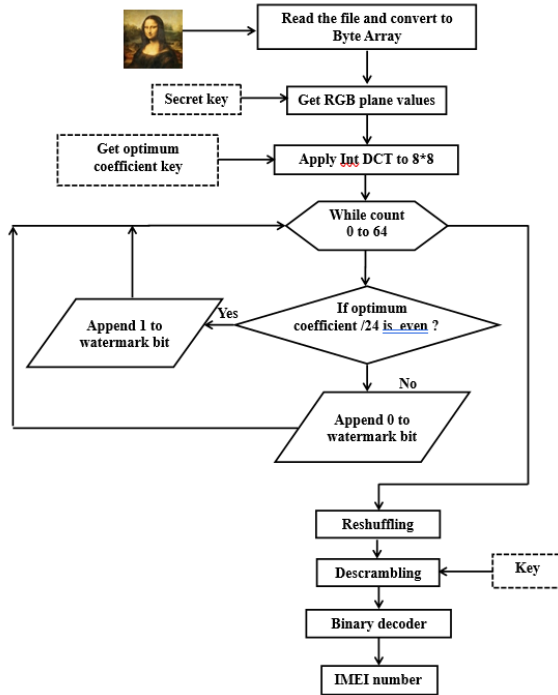 Read the file and convert to
Byte Array
Secret key
Get RGB plane values
Get optimum
coefficient key
Apply Int DCT to 8*8
While count
0 to 64
If optimum
coefficient /24 is even ?
Yes
Append 1 to
watermark bit
No
Append 0 to
watermark bit
Reshuffling
Descrambling
Key
Binary decoder
IMEI number